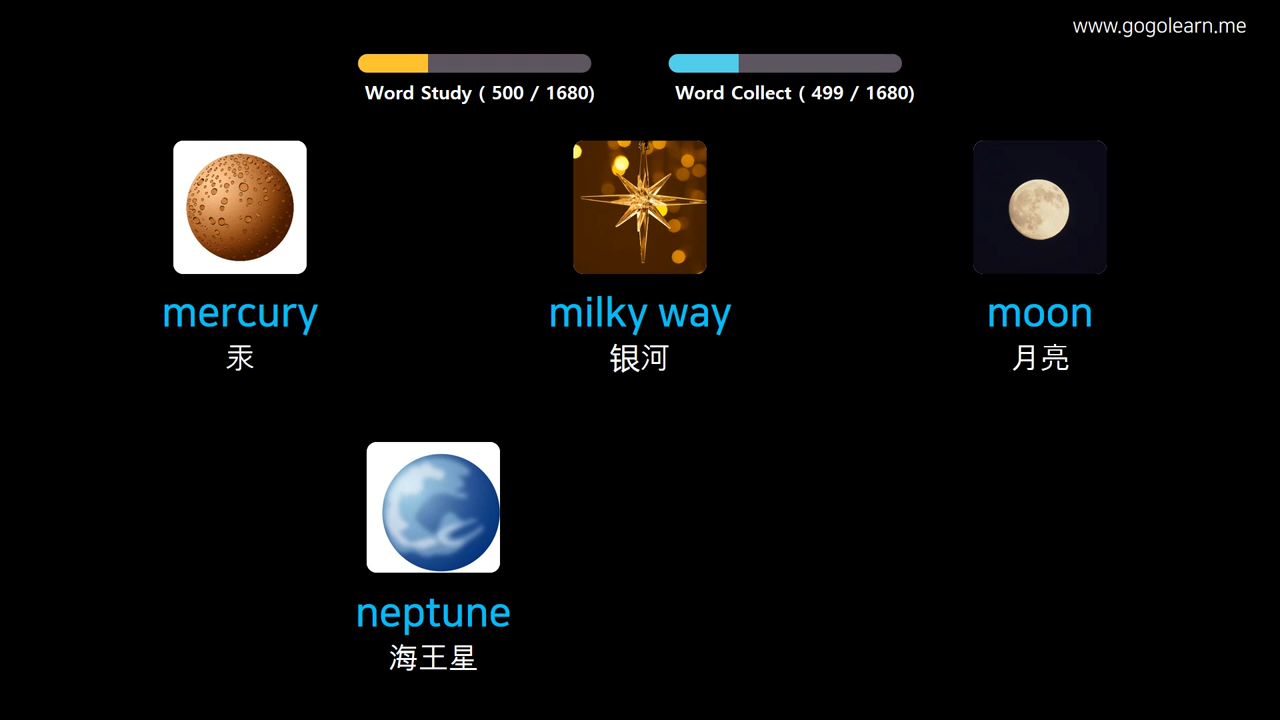 www.gogolearn.me
Word Study ( 500 / 1680)
Word Collect ( 499 / 1680)
mercury
汞
milky way
银河
moon
月亮
neptune
海王星